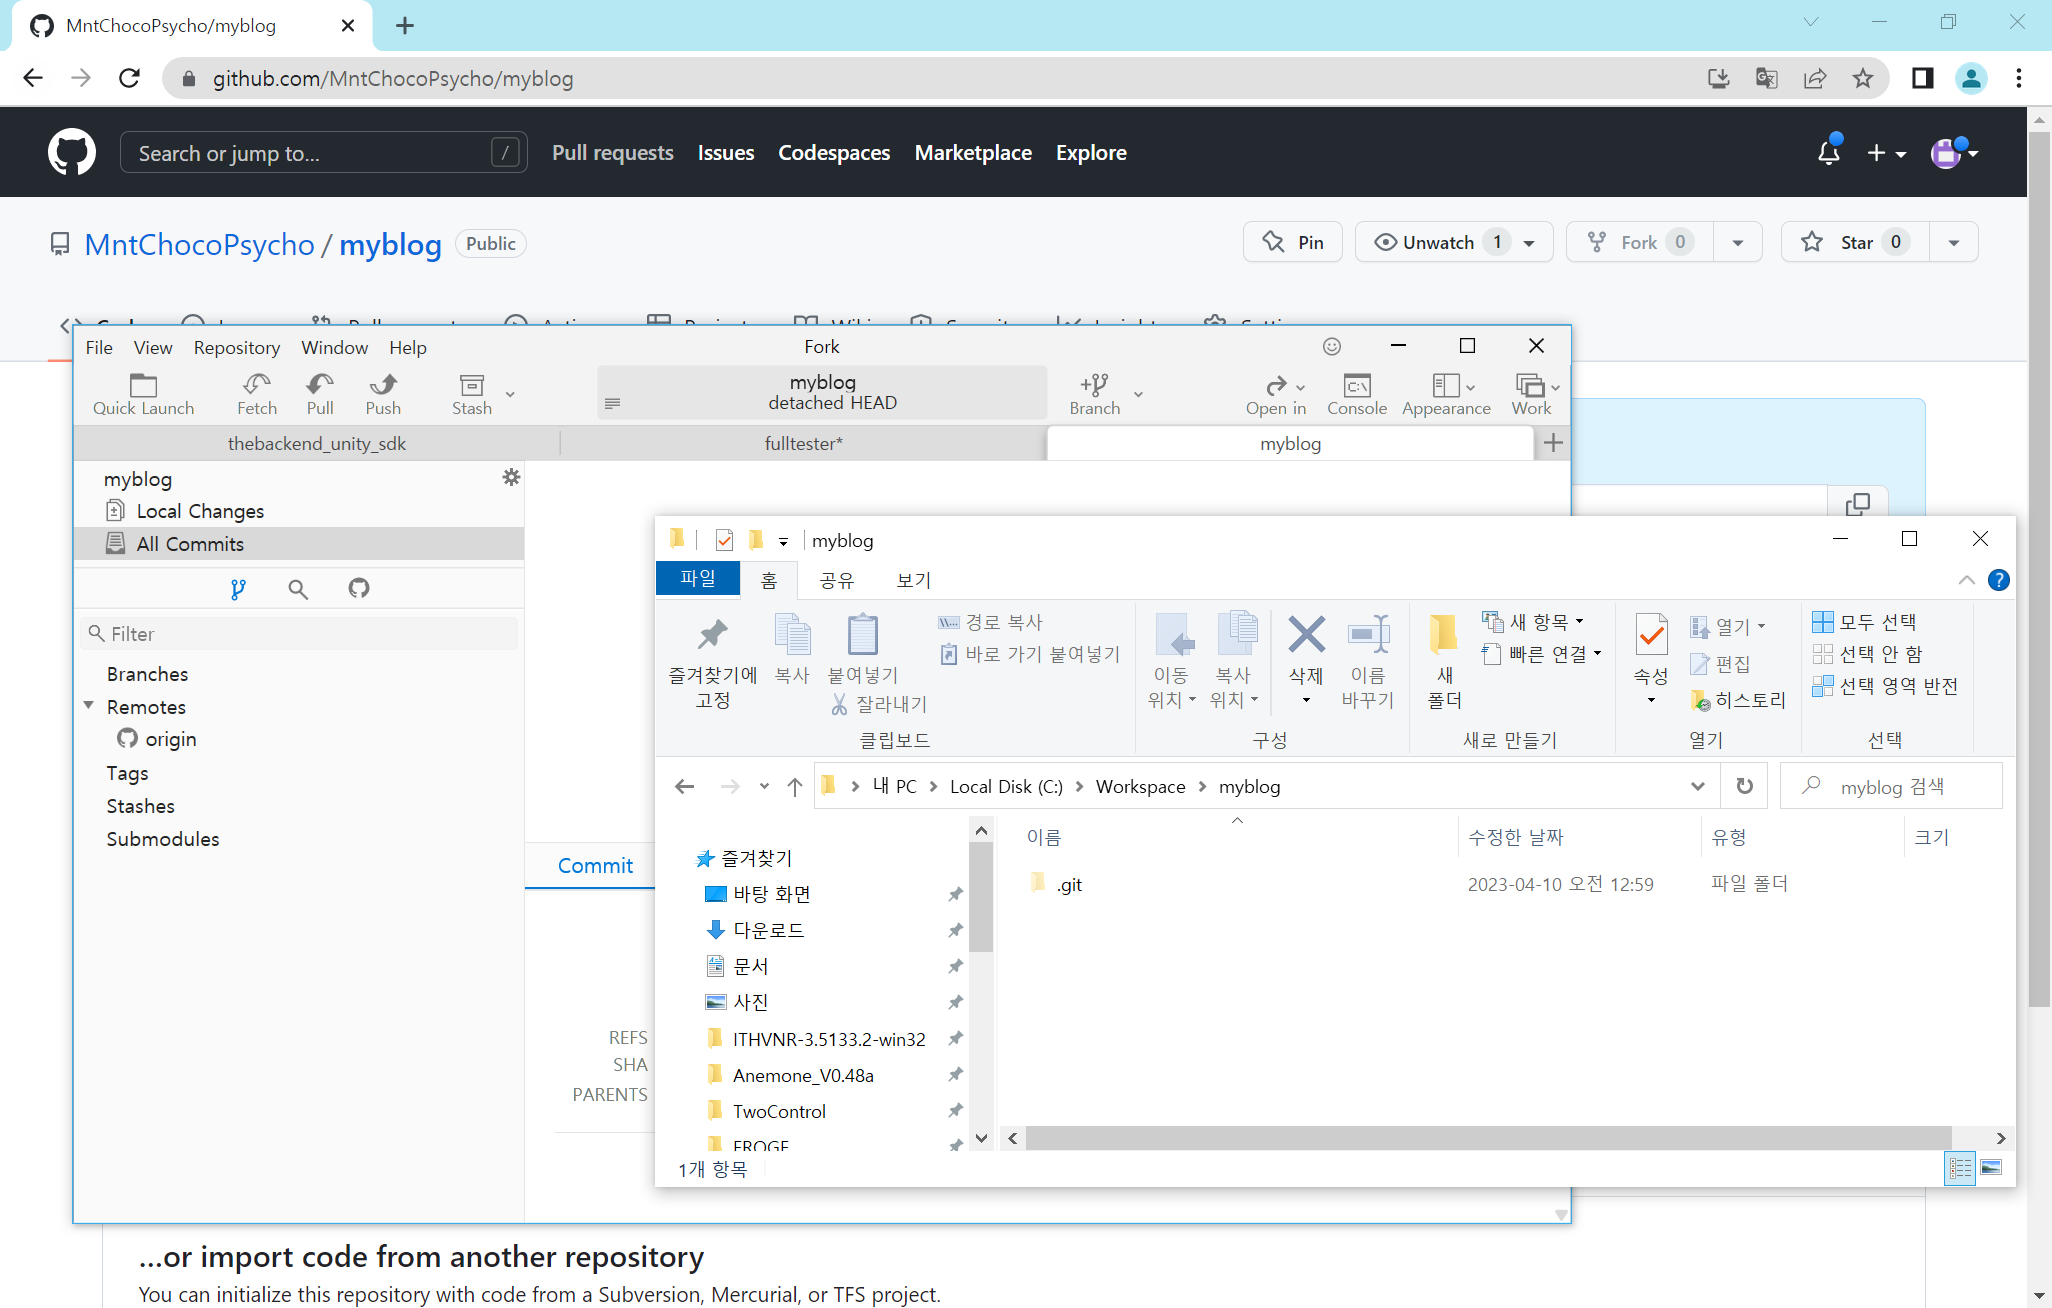 MntChocoPsycho/myblog
github.com/MntChocoPsycho/myblog
Search or jump to...
/
Pull requests
Issues
Codespaces
Marketplace
Explore
MntChocoPsycho / myblog
Public
Pin
Unwatch 1
Fork 0
Star 0
File
View
Repository
Window
Help
Fork
Quick Launch
Fetch
Pull
Push
Stash
myblog
detached HEAD
Branch
Open in
Console
Appearance
Work
thebackend_unity_sdk
fulltester*
myblog
myblog
Local Changes
All Commits
Filter
Branches
Remotes
origin
Tags
Stashes
Submodules
Commit
REFS
SHA
PARENTS
myblog
파일
홈
공유
보기
즐겨찾기에
고정
복사
붙여넣기
잘라내기
경로 복사
바로 가기 붙여넣기
클립보드
이동
위치
복사
위치
삭제
이름
바꾸기
구성
새
폴더
새 항목
빠른 연결
새로 만들기
속성
열기
편집
히스토리
열기
모두 선택
선택 안 함
선택 영역 반전
선택
내 PC
Local Disk (C:)
Workspace
myblog
myblog 검색
이름
수정한 날짜
유형
크기
.git
2023-04-10 오전 12:59
파일 폴더
즐겨찾기
바탕 화면
다운로드
문서
사진
ITHVNR-3.5133.2-win32
Anemone_V0.48a
TwoControl
1개 항목
...or import code from another repository
You can initialize this repository with code from a Subversion, Mercurial, or TFS project.